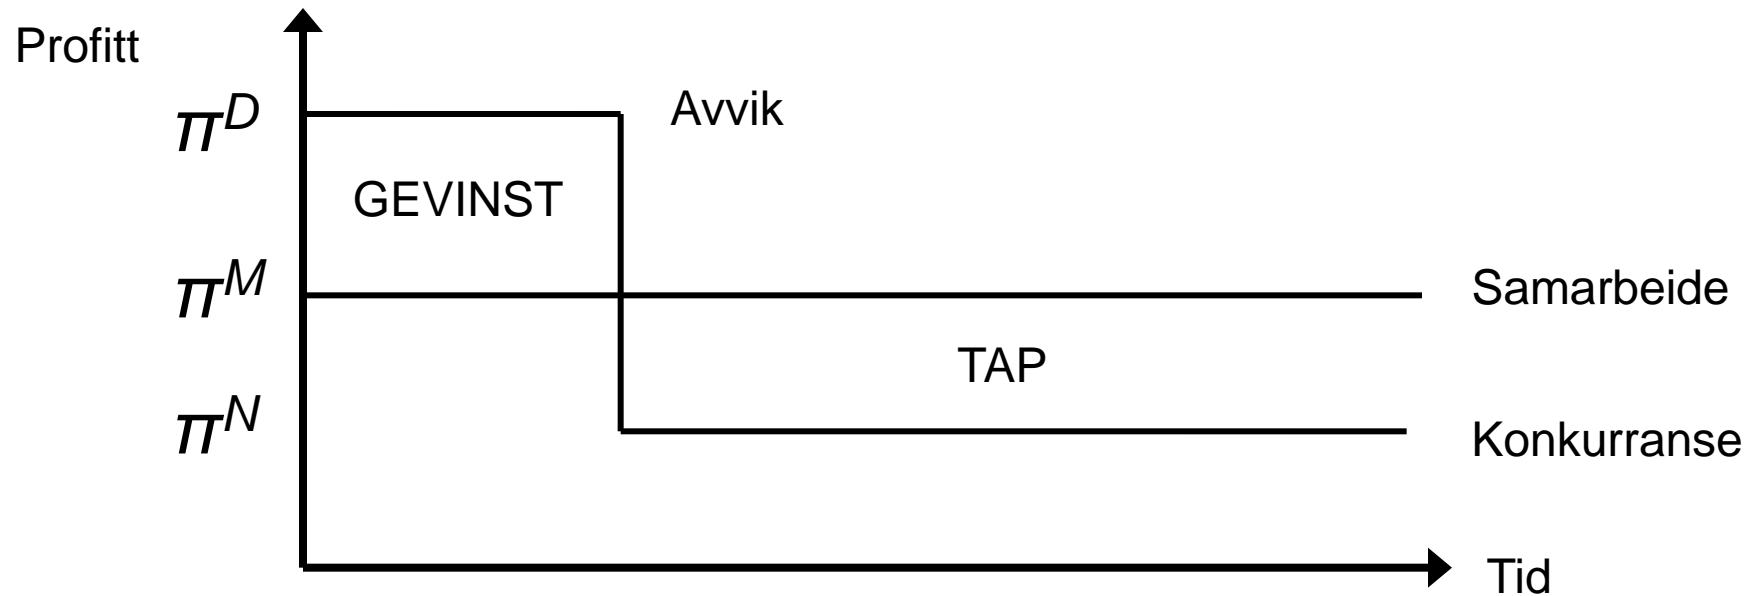 Profitt
π^D
Avvik
GEVINST
π^M
Samarbeide
TAP
π^N
Konkurranse
Tid